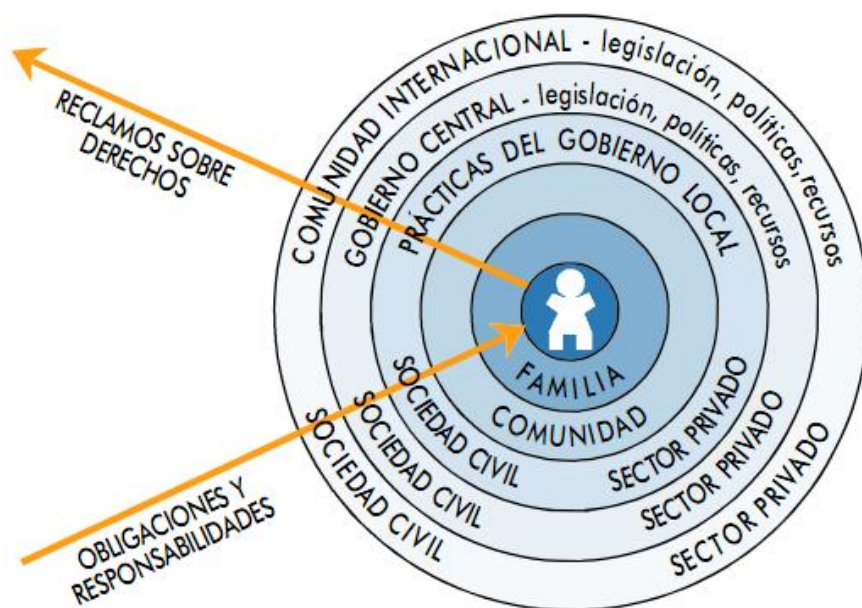 COMUNIDAD INTERNACIONAL - legislación, políticas, recursos
GOBIERNO CENTRAL - legislación, políticas, recursos
PRÁCTICAS DEL GOBIERNO LOCAL
RECLAMOS SOBRE
DERECHOS
FAMILIA
COMUNIDAD
SOCIEDAD CIVIL
SECTOR PRIVADO
SOCIEDAD CIVIL
SECTOR PRIVADO
SOCIEDAD CIVIL
SECTOR PRIVADO
OBLIGACIONES Y
RESPONSABILIDADES